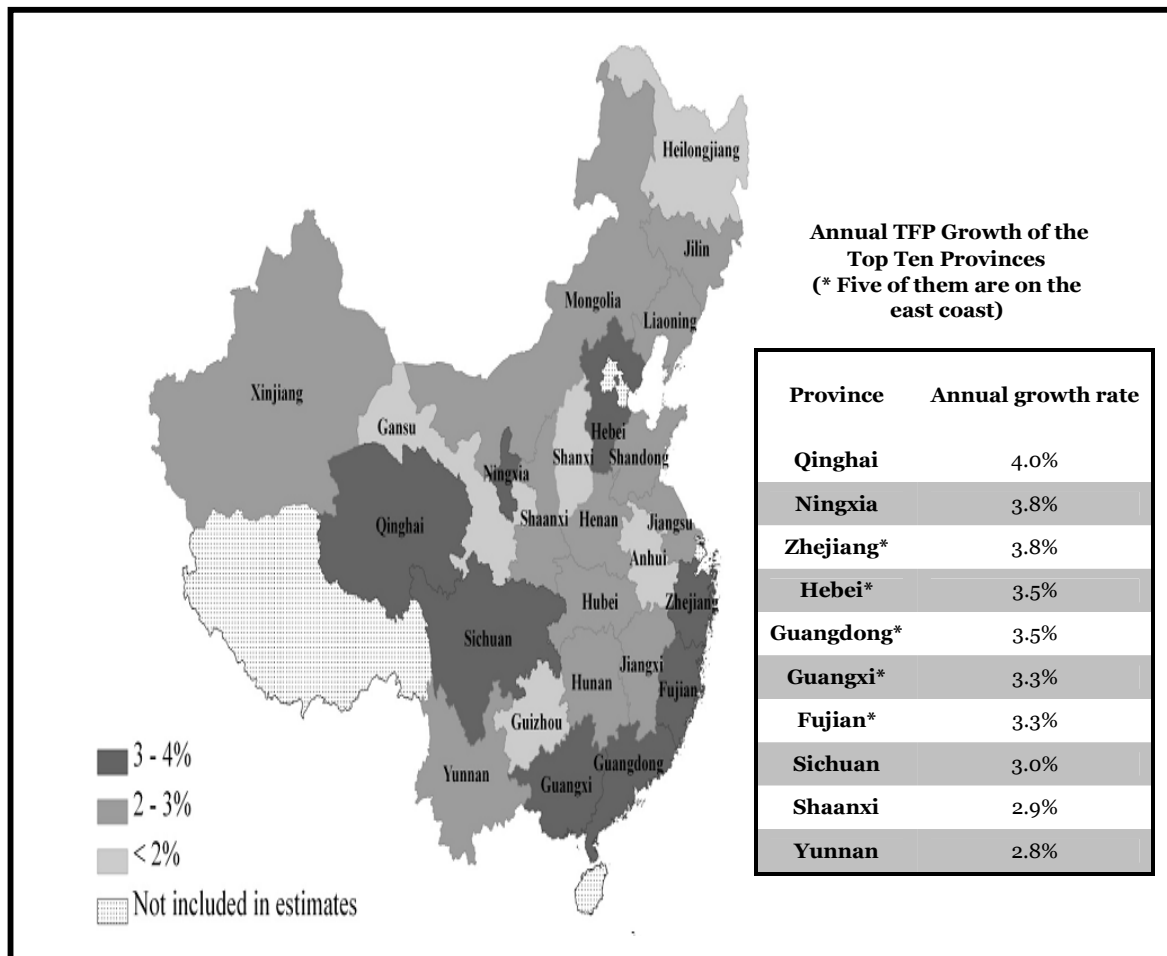 Heilongjiang
Jilin
Mongolia
Liaoning
Xinjiang
Gansu
Hebei
Shanxi
Shandong
Ningxia
Qinghai
Shaanxi
Henan
Jiangsu
Anhui
Hubei
Zhejiang
Sichuan
Jiangxi
Hunan
Fujian
Guizhou
Guangdong
Yunnan
Guangxi
3 - 4%
2 - 3%
< 2%
Not included in estimates
Annual TFP Growth of the
Top Ten Provinces
(* Five of them are on the
east coast)
Province Annual growth rate
Qinghai 4.0%
Ningxia 3.8%
Zhejiang* 3.8%
Hebei* 3.5%
Guangdong* 3.5%
Guangxi* 3.3%
Fujian* 3.3%
Sichuan 3.0%
Shaanxi 2.9%
Yunnan 2.8%